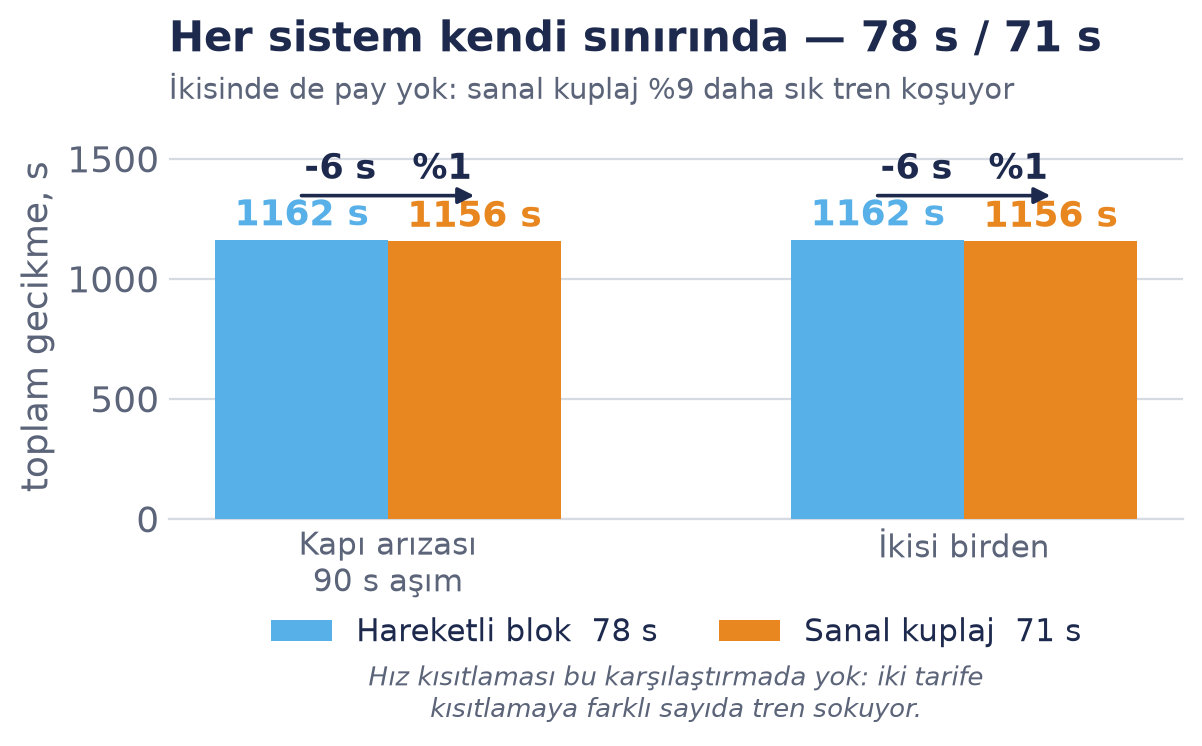 Her sistem kendi sınırında — 78 s / 71 s
İkisinde de pay yok: sanal kuplaj %9 daha sık tren koşuyor
toplam gecikme, s
1500
1000
500
0
-6 s %1
1162 s
1156 s
-6 s %1
1162 s
1156 s
Kapı arızası
90 s aşım
İkisi birden
Hareketli blok 78 s
Sanal kuplaj 71 s
Hız kısıtlaması bu karşılaştırmada yok: iki tarife
kısıtlamaya farklı sayıda tren sokuyor.